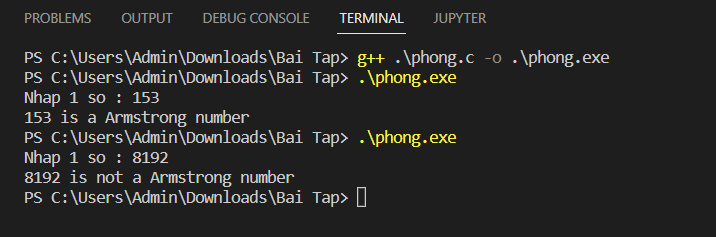 PROBLEMS OUTPUT DEBUG CONSOLE TERMINAL JUPYTER
PS C:\Users\Admin\Downloads\Bai Tap> g++ .\phong.c -o .\phong.exe
PS C:\Users\Admin\Downloads\Bai Tap> .\phong.exe
Nhap 1 so : 153
153 is a Armstrong number
PS C:\Users\Admin\Downloads\Bai Tap> .\phong.exe
Nhap 1 so : 8192
8192 is not a Armstrong number
PS C:\Users\Admin\Downloads\Bai Tap>